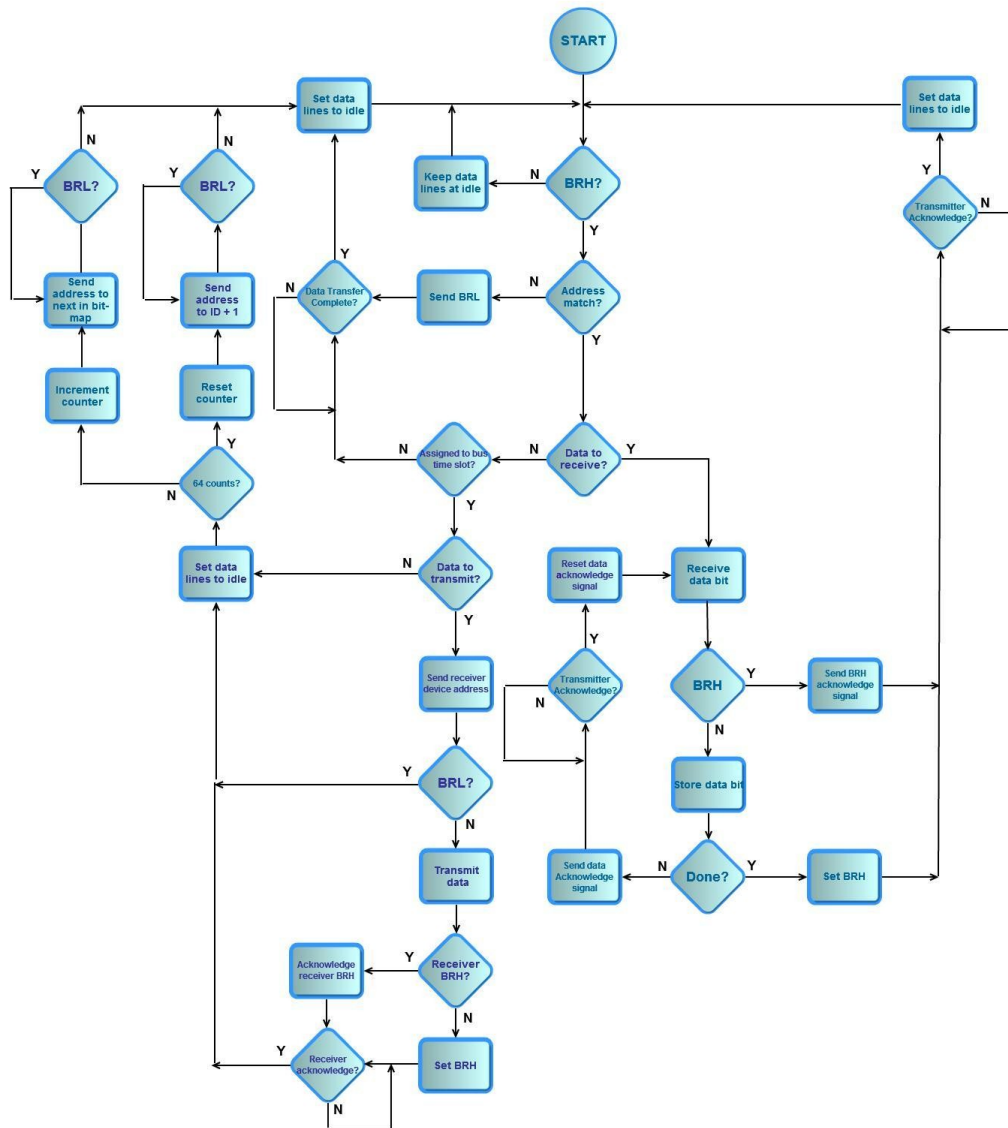 START
Set data
lines to idle
Set data
lines to idle
N
N
Y
BRL?
Y
BRL?
Keep data
lines at idle
N
BRH?
Y
Y
Transmitter
Acknowledge?
N
Send
address to
next in bit-
map
Send
address
to ID + 1
Y
N
Data Transfer
Complete?
Send BRL
N
Address
match?
Y
Increment
counter
Reset
counter
Y
N
64 counts?
N
Assigned to bus
time slot?
N
Data to
receive?
Y
Y
Set data
lines to idle
N
Data to
transmit?
Y
Reset data
acknowledge
signal
Receive
data bit
Y
Send receiver
device address
Transmitter
Acknowledge?
N
BRH
Y
Send BRH
acknowledge
signal
N
Y
BRL?
N
Store data bit
Transmit
data
Send data
Acknowledge
signal
N
Done?
Y
Set BRH
Acknowledge
receiver BRH
Y
Receiver
BRH?
N
Y
Receiver
acknowledge?
Set BRH
N